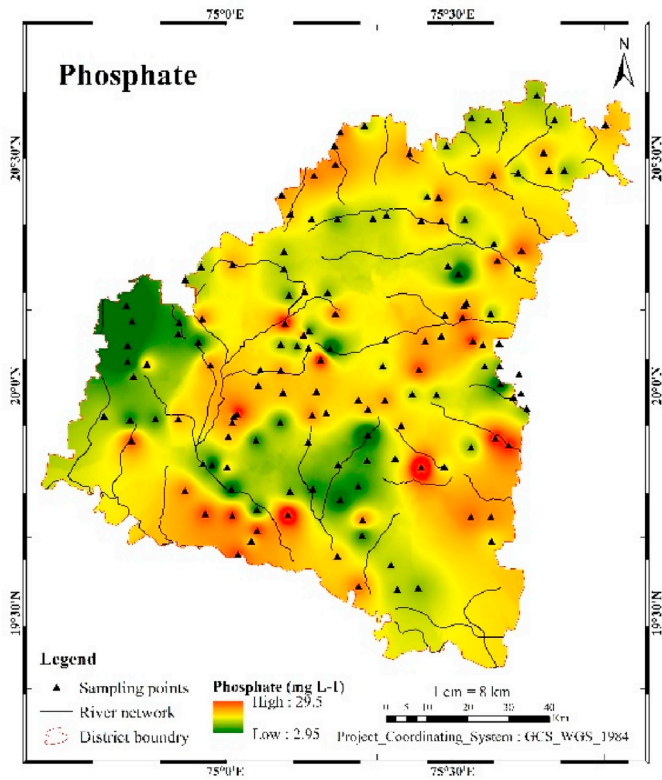 75°0'E 75°30'E
Phosphate
N
20°30'N 20°30'N
20°0'N 20°0'N
19°30'N 19°30'N
Legend
Sampling points
River network
District boundry
Phosphate (mg L-1)
High : 29.5
Low : 2.95
1 cm = 8 km
0 5 10 20 30 40
Km
Project_Coordinating_System : GCS_WGS_1984
75°0'E 75°30'E